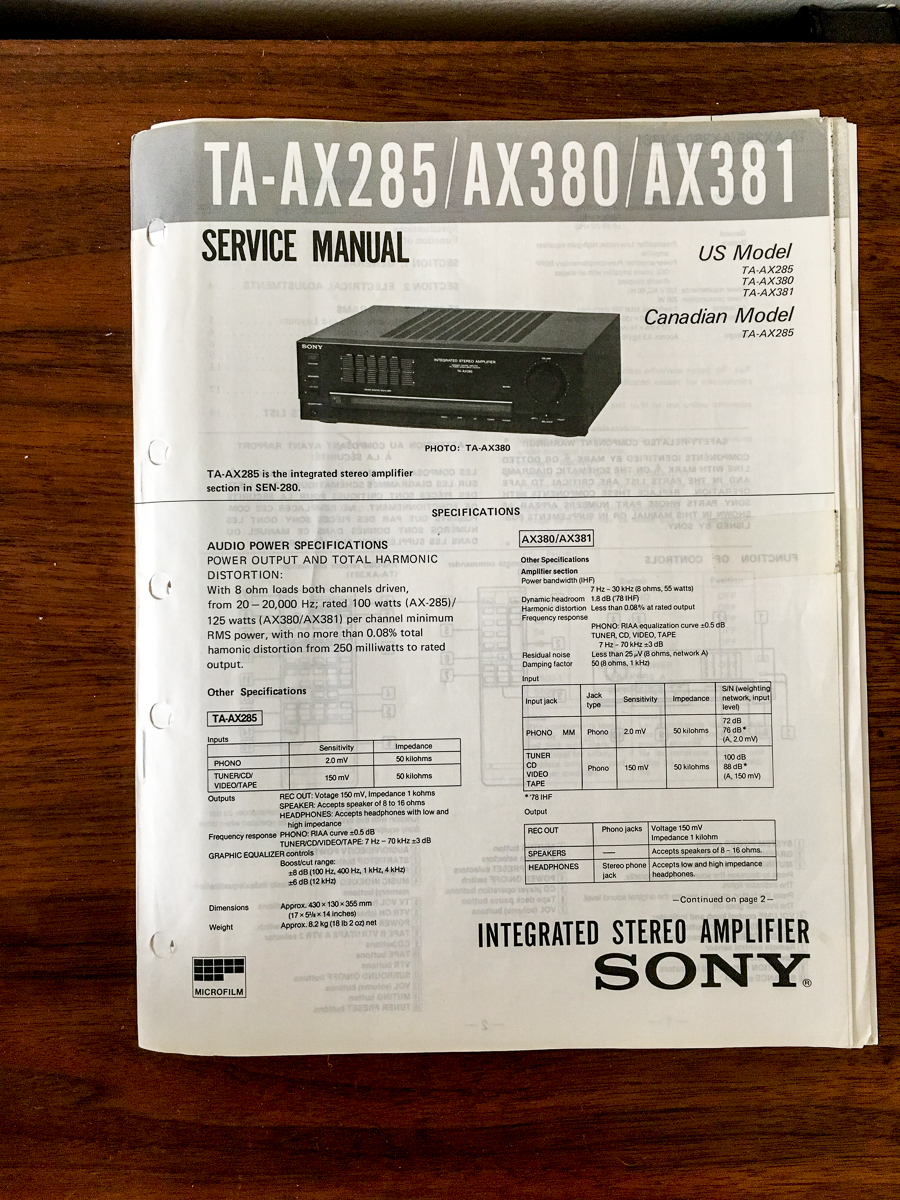 TA-AX285/AX380/AX381
SERVICE MANUAL
US Model
TA-AX285
TA-AX380
TA-AX381
Canadian Model
TA-AX285
SONY
INTEGRATED STEREO AMPLIFIER
TA-AX380
PHOTO: TA-AX380
TA-AX285 is the integrated stereo amplifier
section in SEN-280.
SPECIFICATIONS
AUDIO POWER SPECIFICATIONS
POWER OUTPUT AND TOTAL HARMONIC
DISTORTION:
With 8 ohm loads both channels driven,
from 20 – 20,000 Hz; rated 100 watts (AX-285)/
125 watts (AX380/AX381) per channel minimum
RMS power, with no more than 0.08% total
hamonic distortion from 250 milliwatts to rated
output.
Other Specifications
TA-AX285
Inputs
Sensitivity Impedance
PHONO 2.0 mV 50 kilohms
TUNER/CD/
VIDEO/TAPE 150 mV 50 kilohms
Outputs REC OUT: Votage 150 mV, Impedance 1 kohms
SPEAKER: Accepts speaker of 8 to 16 ohms
HEADPHONES: Accepts headphones with low and
high impedance
Frequency response PHONO: RIAA curve ±0.5 dB
TUNER/CD/VIDEO/TAPE: 7 Hz – 70 kHz ±3 dB
GRAPHIC EQUALIZER controls
Boost/cut range:
±8 dB (100 Hz, 400 Hz, 1 kHz, 4 kHz)
±6 dB (12 kHz)
Dimensions Approx. 430 × 130 × 355 mm
(17 × 5¼ × 14 inches)
Weight Approx. 8.2 kg (18 lb 2 oz) net
MICROFILM
AX380/AX381
Other Specifications
Amplifier section
Power bandwidth (IHF)
7 Hz – 30 kHz (8 ohms, 55 watts)
Dynamic headroom 1.8 dB ('78 IHF)
Harmonic distortion Less than 0.08% at rated output
Frequency response
PHONO: RIAA equalization curve ±0.5 dB
TUNER, CD, VIDEO, TAPE
7 Hz – 70 kHz ±3 dB
Residual noise Less than 25 μV (8 ohms, network A)
Damping factor 50 (8 ohms, 1 kHz)
Input
Input jack Jack type Sensitivity Impedance S/N (weighting network, input level)
PHONO MM Phono 2.0 mV 50 kilohms 72 dB 76 dB* (A, 2.0 mV)
TUNER CD VIDEO TAPE Phono 150 mV 50 kilohms 100 dB 88 dB* (A, 150 mV)
*'78 IHF
Output
REC OUT Phono jacks Voltage 150 mV
Impedance 1 kilohm
SPEAKERS — Accepts speakers of 8 – 16 ohms.
HEADPHONES Stereo phone jack Accepts low and high impedance headphones.
—Continued on page 2—
INTEGRATED STEREO AMPLIFIER
SONY®